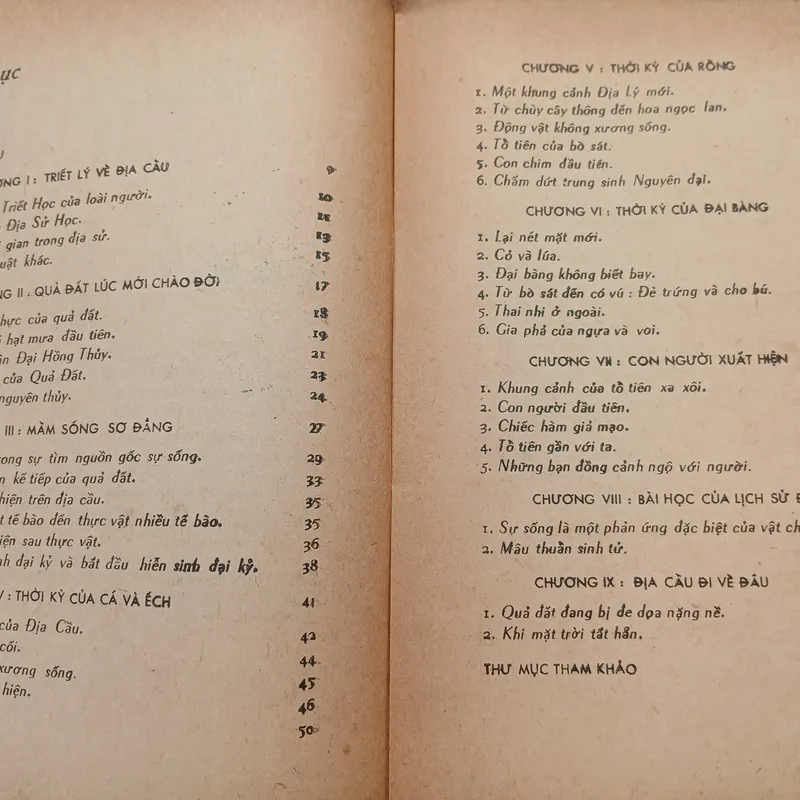 ục
ƠNG I : TRIẾT LÝ VỀ ĐỊA CẦU 9
Triết Học của loài người. 10
Địa Sử Học. 11
gian trong địa sử. 13
uật khác. 15
NG II : QUẢ ĐẤT LÚC MỚI CHÀO ĐỜI 17
hực của quả đất. 18
hạt mưa đầu tiên. 19
ận Đại Hồng Thủy. 21
của Quả Đất. 23
nguyên thủy. 24
III : MẦM SỐNG SƠ ĐẲNG 27
rong sự tìm nguồn gốc sự sống. 29
n kế tiếp của quả đất. 33
hiện trên địa cầu. 35
t tế bào đến thực vật nhiều tế bào. 35
iện sau thực vật. 36
nh đại kỷ và bắt đầu hiển sinh đại kỷ. 38
V : THỜI KỲ CỦA CÁ VÀ ẾCH 41
của Địa Cầu. 42
cối. 44
xương sống. 45
hiện. 46
50
CHƯƠNG V : THỜI KỲ CỦA RỒNG
1. Một khung cảnh Địa Lý mới.
2. Từ chùy cây thông đến hoa ngọc lan.
3. Động vật không xương sống.
4. Tổ tiên của bò sát.
5. Con chim đầu tiên.
6. Chấm dứt trung sinh Nguyên đại.
CHƯƠNG VI : THỜI KỲ CỦA ĐẠI BÀNG
1. Lại nét mặt mới.
2. Cỏ và lúa.
3. Đại bàng không biết bay.
4. Từ bò sát đến có vú : Đẻ trứng và cho bú.
5. Thai nhi ở ngoài.
6. Gia phả của ngựa và voi.
CHƯƠNG VII : CON NGƯỜI XUẤT HIỆN
1. Khung cảnh của tổ tiên xa xôi.
2. Con người đầu tiên.
3. Chiếc hàm giả mạo.
4. Tổ tiên gần với ta.
5. Những bạn đồng cảnh ngộ với người.
CHƯƠNG VIII : BÀI HỌC CỦA LỊCH SỬ Đ
1. Sự sống là một phản ứng đặc biệt của vật ch
2. Mâu thuẫn sinh tử.
CHƯƠNG IX : ĐỊA CẦU ĐI VỀ ĐÂU
1. Quả đất đang bị đe dọa nặng nề.
2. Khi mặt trời tắt hẳn.
THƯ MỤC THAM KHẢO